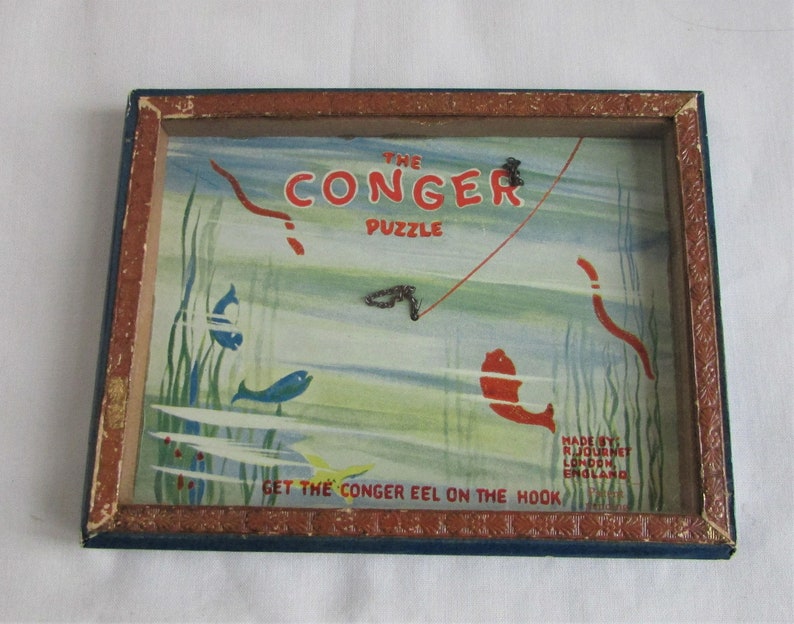 THE
CONGER
PUZZLE
MADE BY:
R. JOURNET
LONDON,
ENGLAND
GET THE CONGER EEL ON THE HOOK